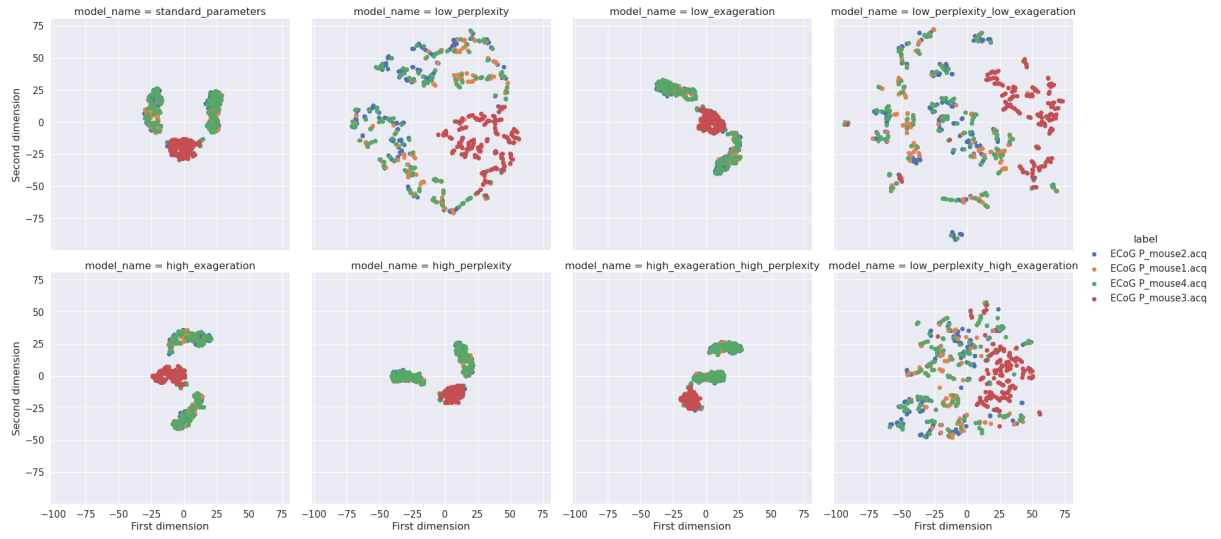 model_name = standard_parameters
model_name = low_perplexity
model_name = low_exageration
model_name = low_perplexity_low_exageration
75
50
25
0
−25
−50
−75
Second dimension
model_name = high_exageration
model_name = high_perplexity
model_name = high_exageration_high_perplexity
model_name = low_perplexity_high_exageration
75
50
25
0
−25
−50
−75
Second dimension
−100 −75 −50 −25 0 25 50 75
First dimension
−100 −75 −50 −25 0 25 50 75
First dimension
−100 −75 −50 −25 0 25 50 75
First dimension
−100 −75 −50 −25 0 25 50 75
First dimension
label
ECoG P_mouse2.acq
ECoG P_mouse1.acq
ECoG P_mouse4.acq
ECoG P_mouse3.acq